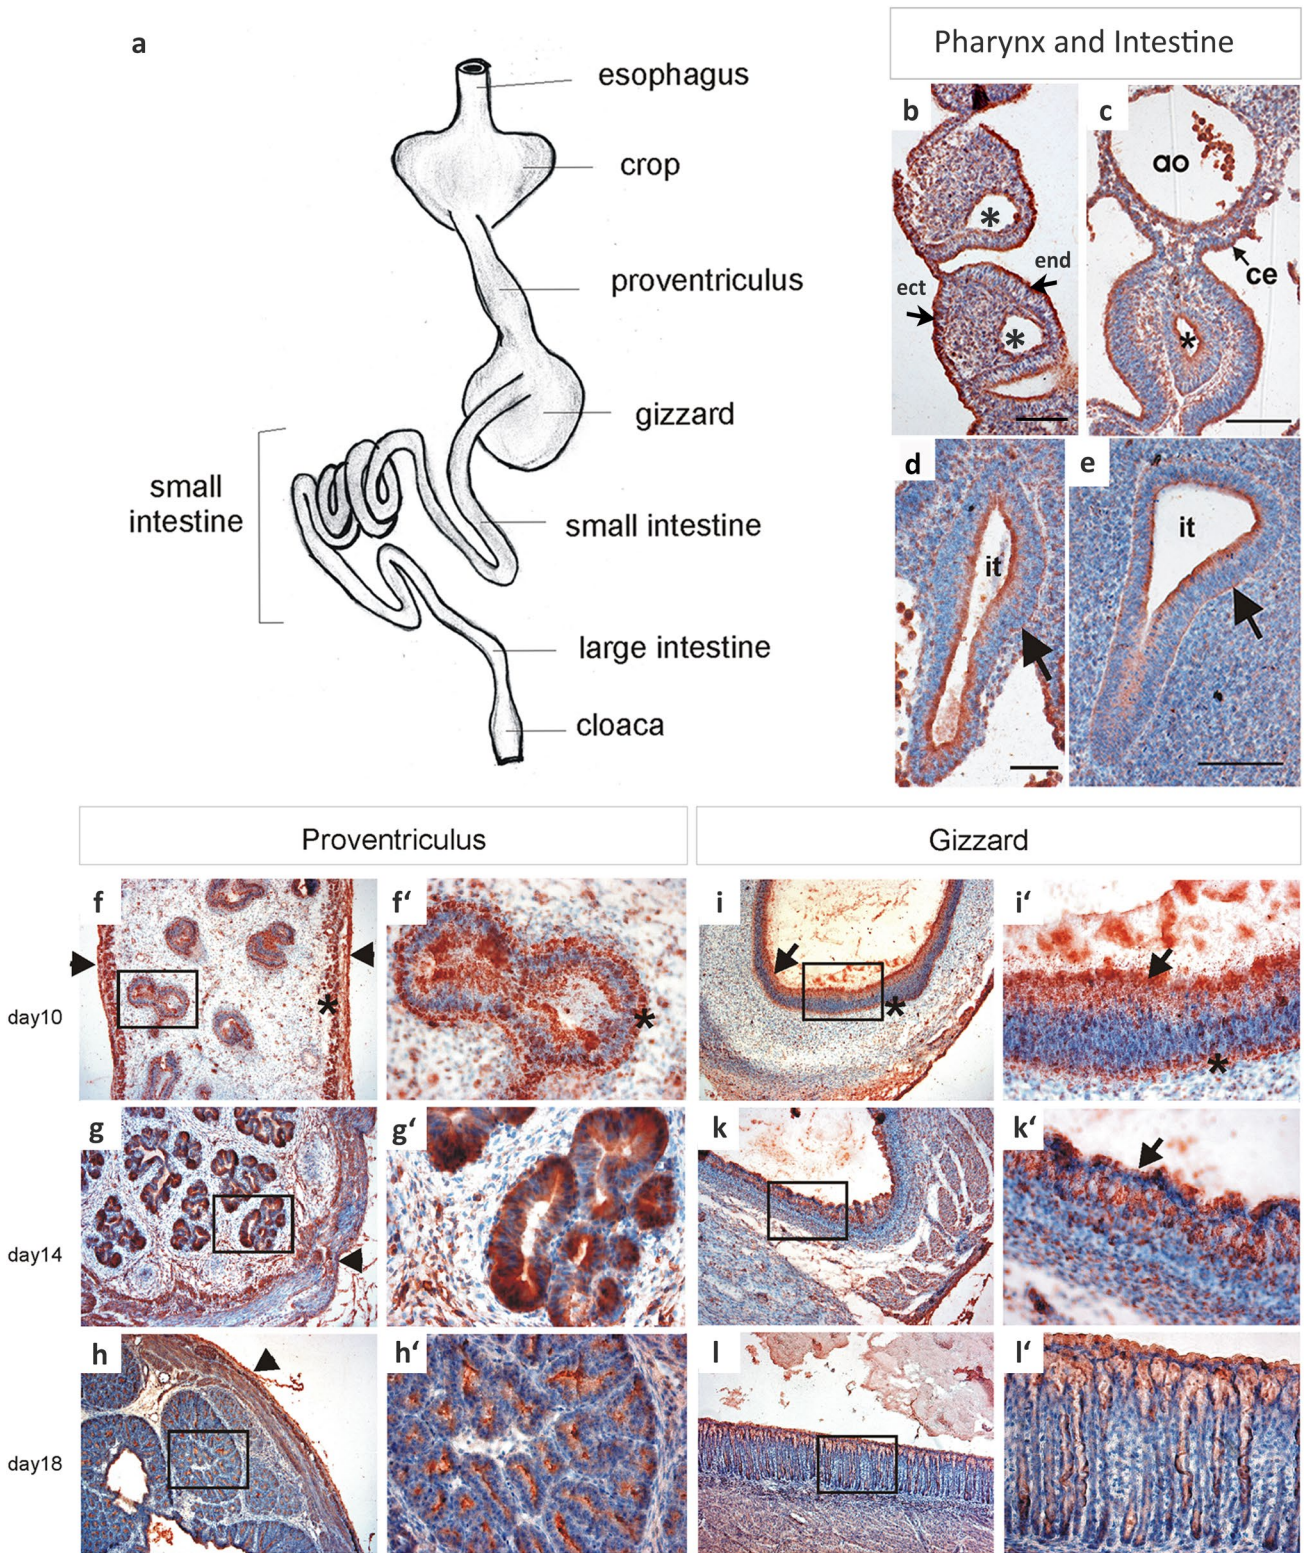 a
esophagus
crop
proventriculus
gizzard
small
intestine
small intestine
large intestine
cloaca
Pharynx and Intestine
b
*
end
ect
*
c
ao
ce
*
d
it
e
it
Proventriculus
Gizzard
day10
f
*
f‘
*
i
*
i‘
*
day14
g
g‘
k
k‘
day18
h
h‘
l
l‘